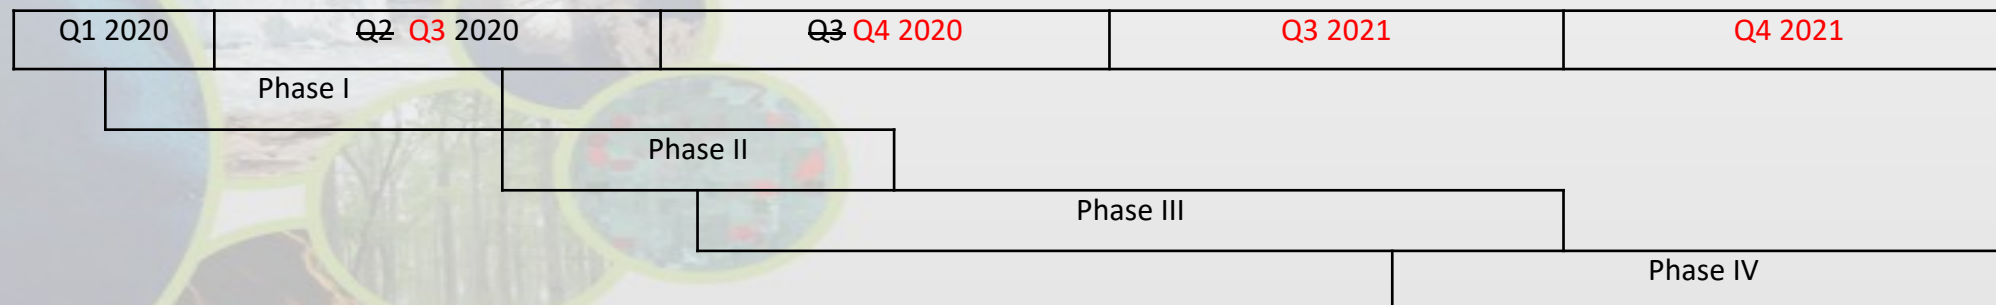 Q1 2020
Q2 Q3 2020
Q3 Q4 2020
Q3 2021
Q4 2021
Phase I
Phase II
Phase III
Phase IV